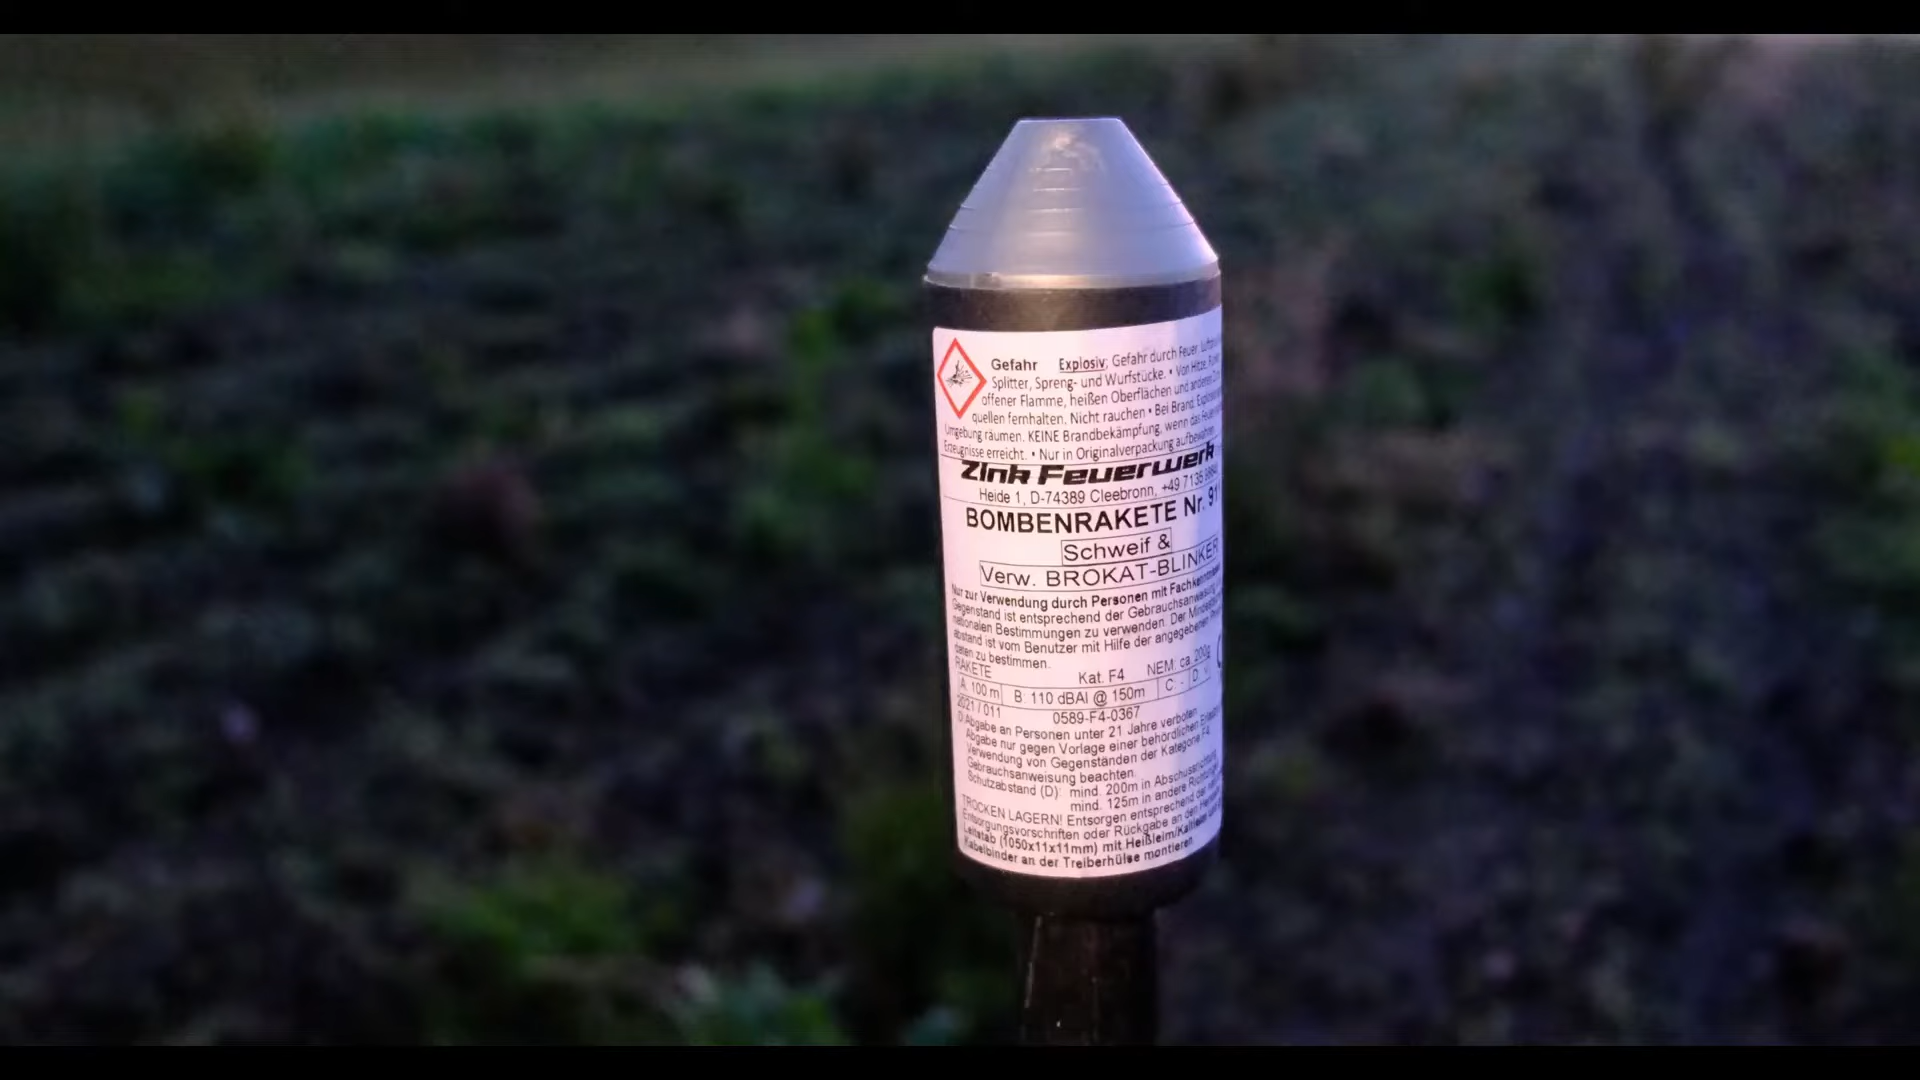 Gefahr Explosiv; Gefahr durch Feuer,
Splitter, Spreng- und Wurfstücke. • Von Hitze,
offener Flamme, heißen Oberflächen und anderen
quellen fernhalten. Nicht rauchen • Bei Brand:
Umgebung räumen. KEINE Brandbekämpfung, wenn das
Erzeugnisse erreicht. • Nur in Originalverpackung aufbewahren.
Zink Feuerwerk
Heide 1, D-74389 Cleebronn, +49 7135
BOMBENRAKETE Nr.
Schweif &
Verw. BROKAT-BLINKER
Nur zur Verwendung durch Personen mit
Gegenstand ist entsprechend der
nationalen Bestimmungen zu verwenden. Der
abstand ist vom Benutzer mit Hilfe der angegebenen
daten zu bestimmen.
RAKETE Kat. F4 NEM: ca. 200g
A: 100 m B: 110 dBAI @ 150m C: - D:
2021 / 011 0589-F4-0367
D: Abgabe an Personen unter 21 Jahre verboten
Abgabe nur gegen Vorlage einer behördlichen
Verwendung von Gegenständen der Kategorie F4
Gebrauchsanweisung beachten.
Schutzabstand (D): mind. 200m in Abschussrichtung
mind. 125m in andere Richtungen
TROCKEN LAGERN! Entsorgen entsprechend der
Entsorgungsvorschriften oder Rückgabe an den
Leitstab (1050x11x11mm) mit Heißleim/Kaltleim
Kabelbinder an der Treiberhülse montieren